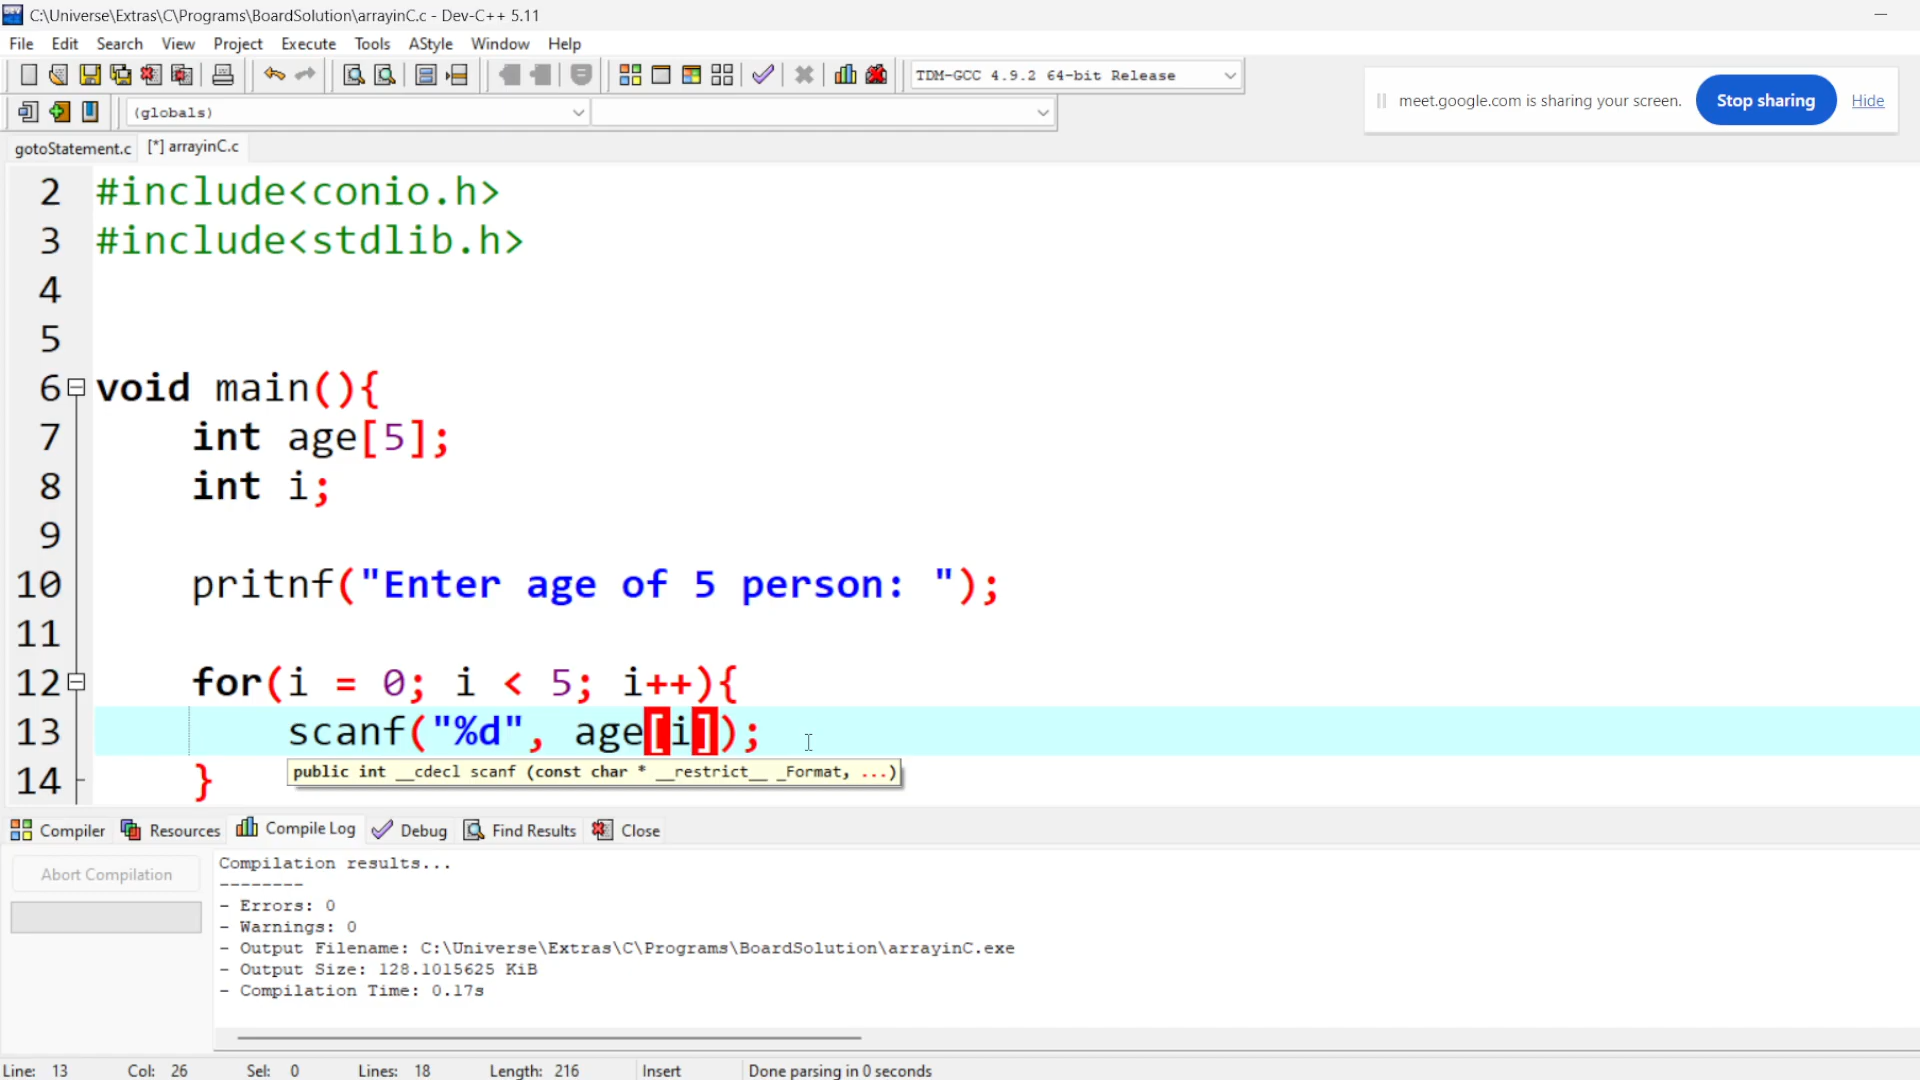 C:\Universe\Extras\C\Programs\BoardSolution\arrayinC.c - Dev-C++ 5.11
File Edit Search View Project Execute Tools AStyle Window Help
TDM-GCC 4.9.2 64-bit Release
meet.google.com is sharing your screen. Stop sharing Hide
(globals)
gotoStatement.c [*] arrayinC.c
2 #include<conio.h>
3 #include<stdlib.h>
4
5
6 void main(){
7 int age[5];
8 int i;
9
10 pritnf("Enter age of 5 person: ");
11
12 for(i = 0; i < 5; i++){
13 scanf("%d", age[i]);
public int __cdecl scanf (const char * __restrict__ _Format, ...)
14 }
Compiler Resources Compile Log Debug Find Results Close
Abort Compilation
Compilation results...
--------
- Errors: 0
- Warnings: 0
- Output Filename: C:\Universe\Extras\C\Programs\BoardSolution\arrayinC.exe
- Output Size: 128.1015625 KiB
- Compilation Time: 0.17s
Line: 13 Col: 26 Sel: 0 Lines: 18 Length: 216 Insert Done parsing in 0 seconds